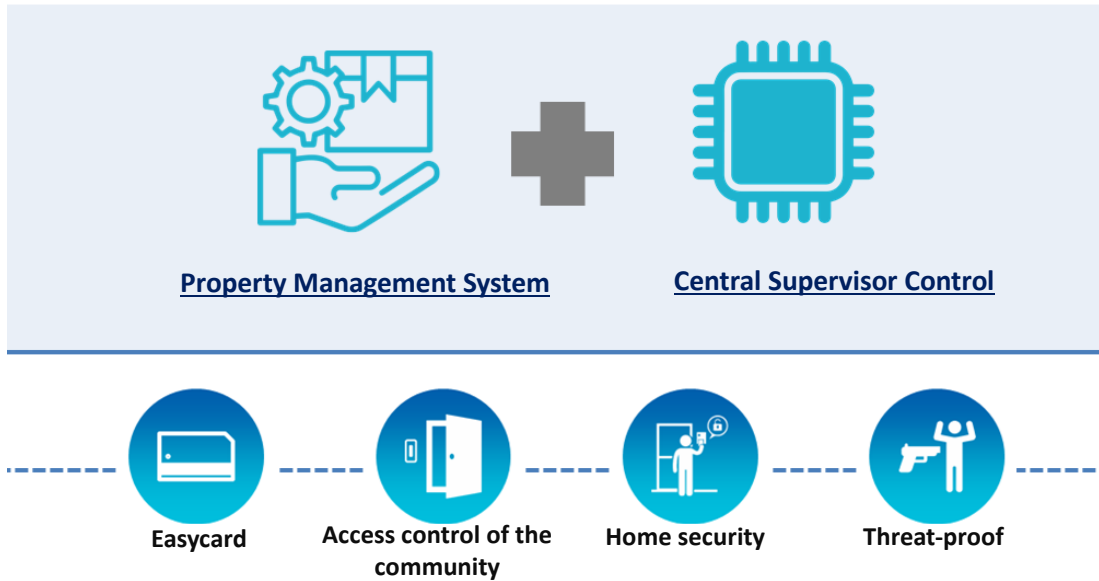 Property Management System
Central Supervisor Control
Easycard
Access control of the
community
Home security
Threat-proof